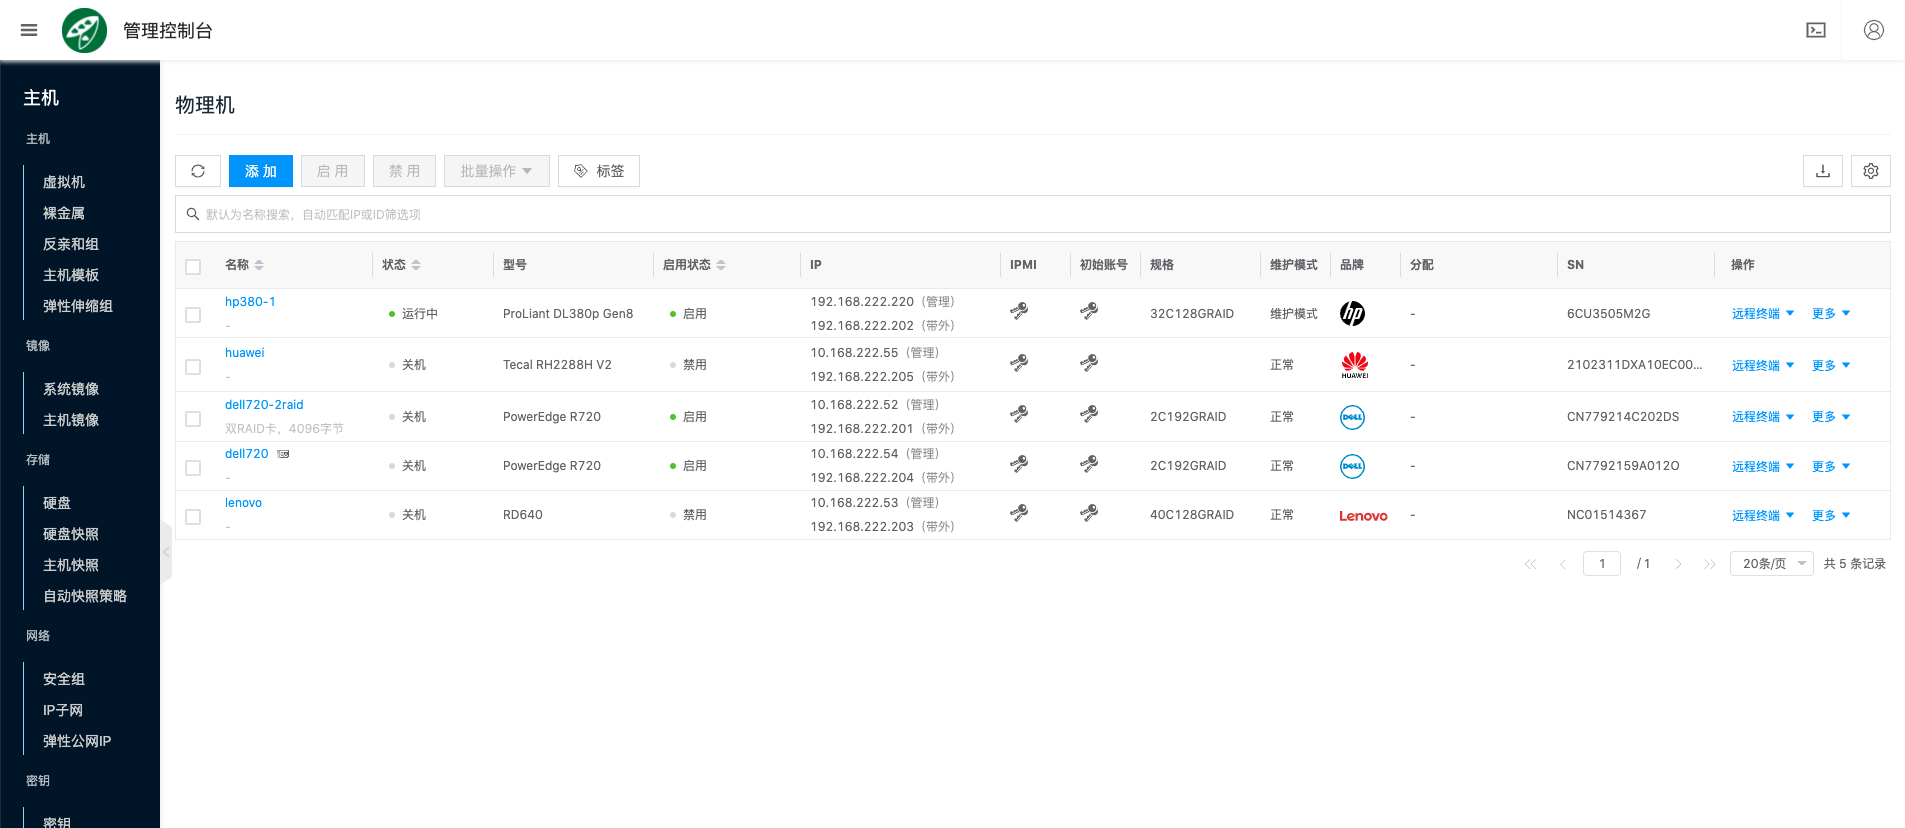 管理控制台
主机
主机
虚拟机
裸金属
反亲和组
主机模板
弹性伸缩组
镜像
系统镜像
主机镜像
存储
硬盘
硬盘快照
主机快照
自动快照策略
网络
安全组
IP子网
弹性公网IP
密钥
密钥
物理机
添 加 启 用 禁 用 批量操作 标签
默认为名称搜索，自动匹配IP或ID筛选项
名称 状态 型号 启用状态 IP IPMI 初始账号 规格 维护模式 品牌 分配 SN 操作
hp380-1 192.168.222.220（管理）
运行中 ProLiant DL380p Gen8 启用 32C128GRAID 维护模式 hp - 6CU3505M2G 远程终端 更多
- 192.168.222.202（带外）
huawei 10.168.222.55（管理）
关机 Tecal RH2288H V2 禁用 正常 HUAWEI - 2102311DXA10EC00... 远程终端 更多
- 192.168.222.205（带外）
dell720-2raid 10.168.222.52（管理）
关机 PowerEdge R720 启用 2C192GRAID 正常 DELL - CN779214C202DS 远程终端 更多
双RAID卡，4096字节 192.168.222.201（带外）
dell720 10.168.222.54（管理）
关机 PowerEdge R720 启用 2C192GRAID 正常 DELL - CN7792159A012O 远程终端 更多
- 192.168.222.204（带外）
lenovo 10.168.222.53（管理）
关机 RD640 禁用 40C128GRAID 正常 Lenovo - NC01514367 远程终端 更多
- 192.168.222.203（带外）
1 / 1 20条/页 共 5 条记录